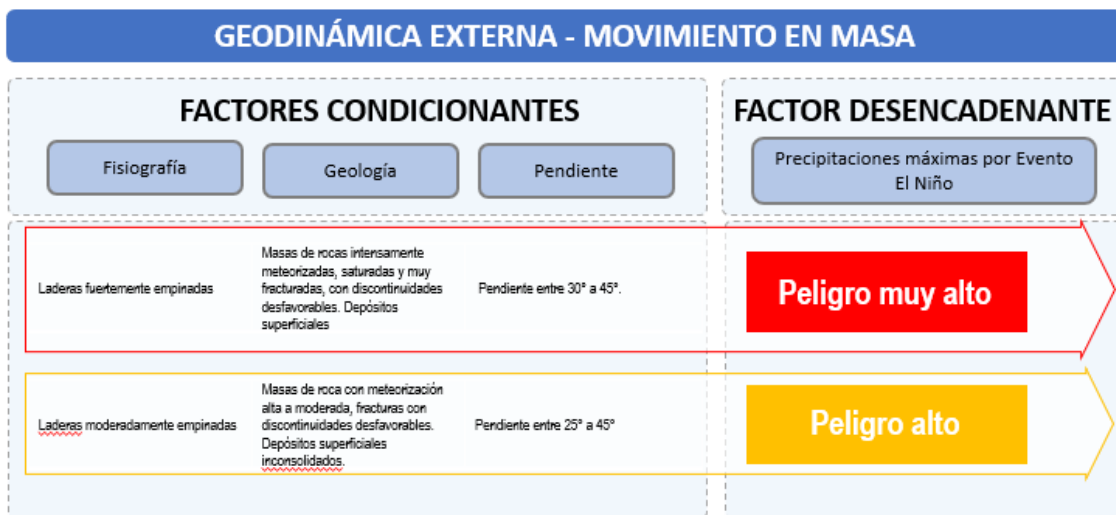 GEODINÁMICA EXTERNA - MOVIMIENTO EN MASA
FACTORES CONDICIONANTES
FACTOR DESENCADENANTE
Fisiografía
Geología
Pendiente
Precipitaciones máximas por Evento
El Niño
Laderas fuertemente empinadas
Masas de rocas intensamente
meteorizadas, saturadas y muy
fracturadas, con discontinuidades
desfavorables. Depósitos
superficiales
Pendiente entre 30° a 45°.
Peligro muy alto
Laderas moderadamente empinadas
Masas de roca con meteorización
alta a moderada, fracturas con
discontinuidades desfavorables.
Depósitos superficiales
inconsolidados.
Pendiente entre 25° a 45°
Peligro alto